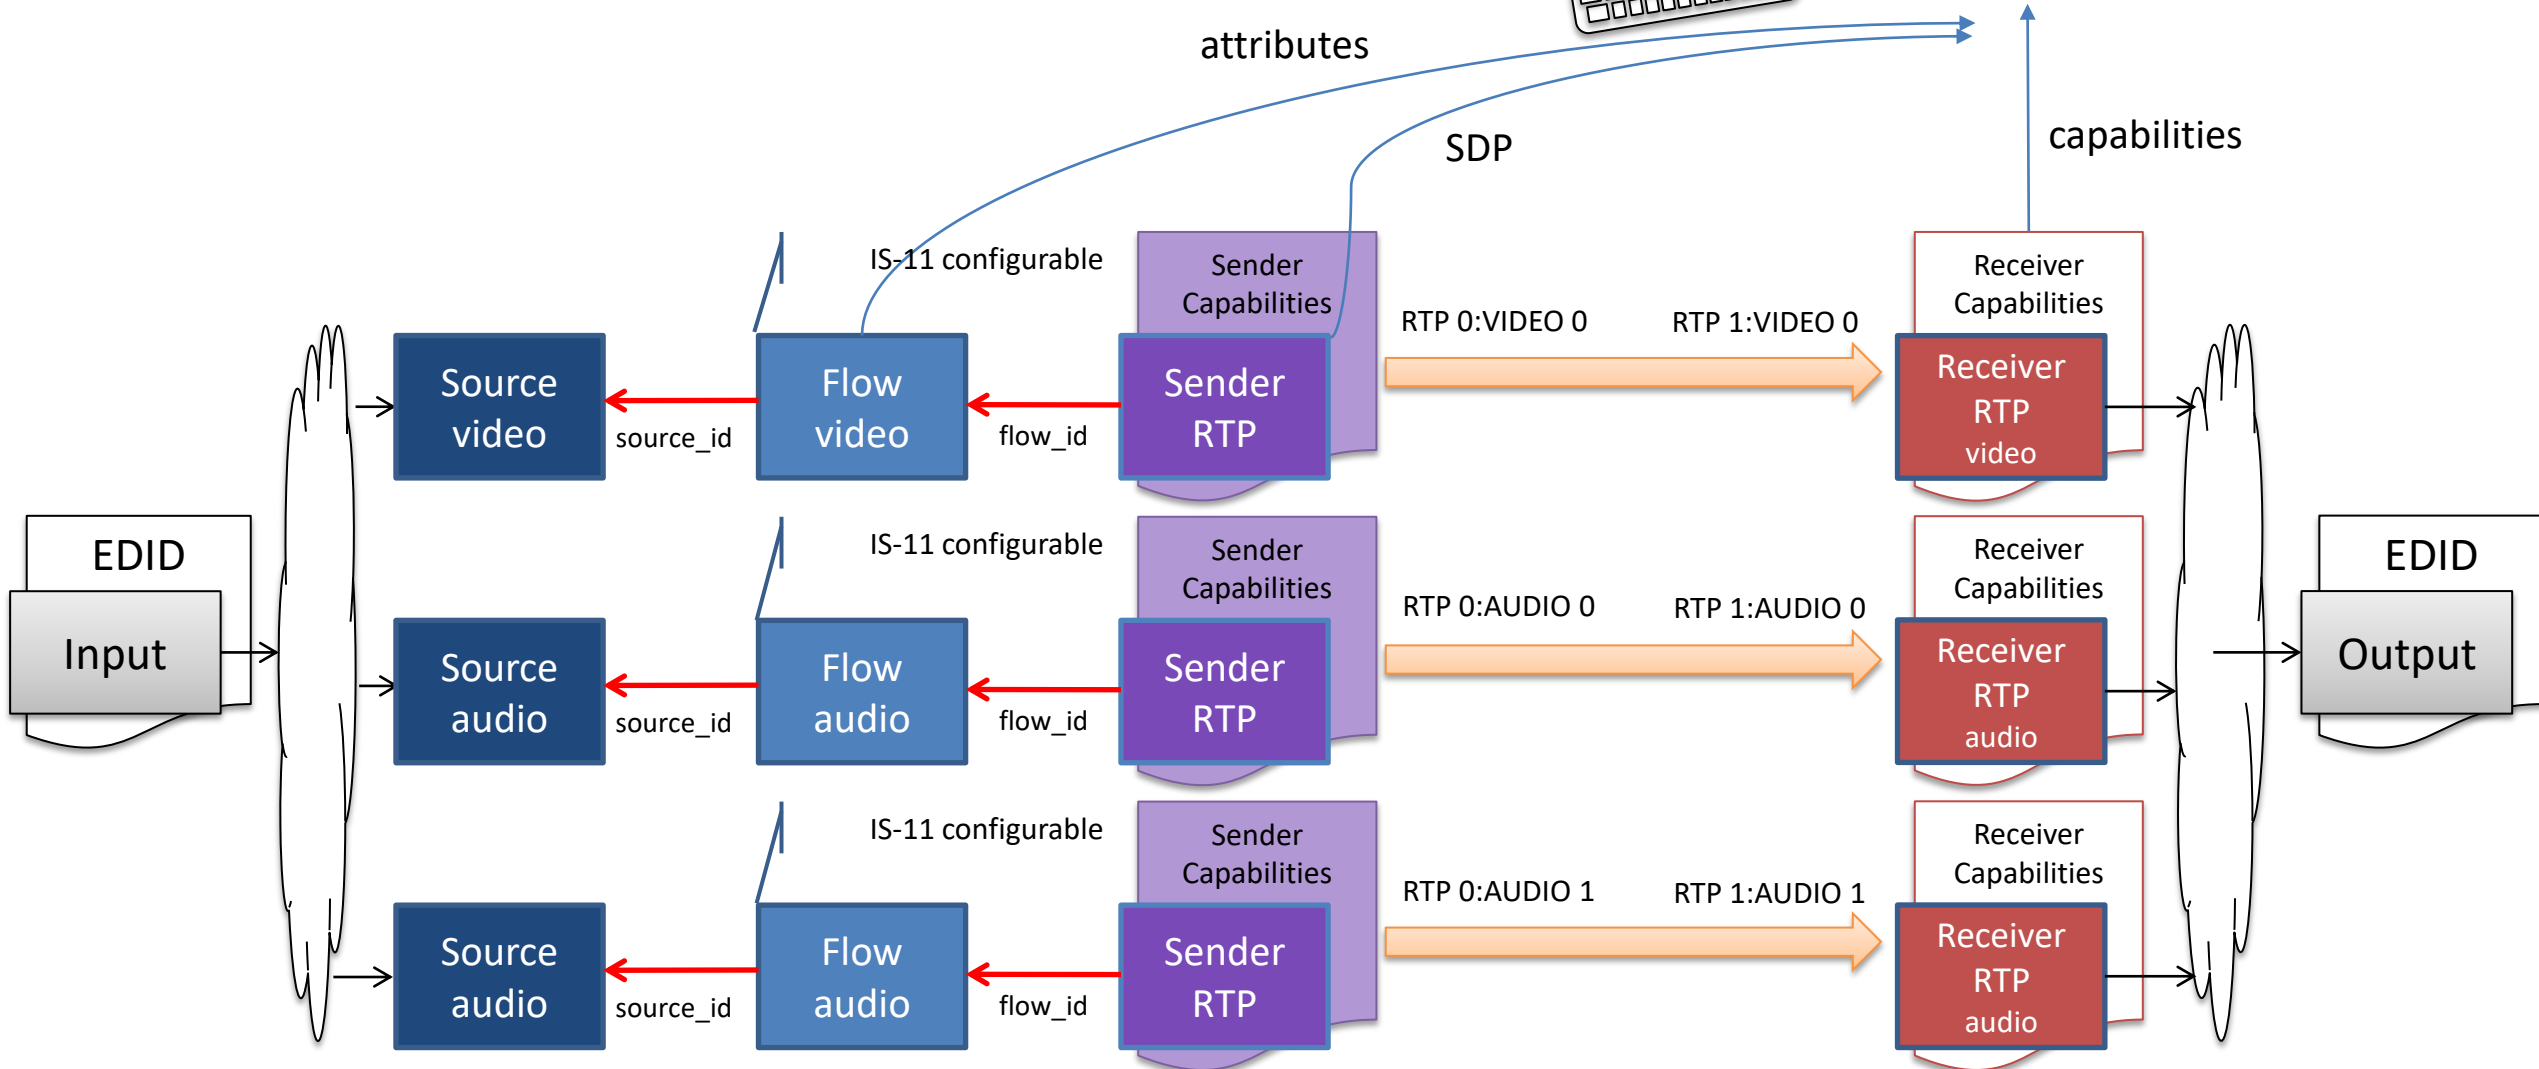 attributes
SDP
capabilities
IS-11 configurable
Sender
Capabilities
Receiver
Capabilities
RTP 0:VIDEO 0
RTP 1:VIDEO 0
Source
video
source_id
Flow
video
flow_id
Sender
RTP
Receiver
RTP
video
EDID
Input
IS-11 configurable
Sender
Capabilities
Receiver
Capabilities
RTP 0:AUDIO 0
RTP 1:AUDIO 0
Source
audio
source_id
Flow
audio
flow_id
Sender
RTP
Receiver
RTP
audio
EDID
Output
IS-11 configurable
Sender
Capabilities
Receiver
Capabilities
RTP 0:AUDIO 1
RTP 1:AUDIO 1
Source
audio
source_id
Flow
audio
flow_id
Sender
RTP
Receiver
RTP
audio